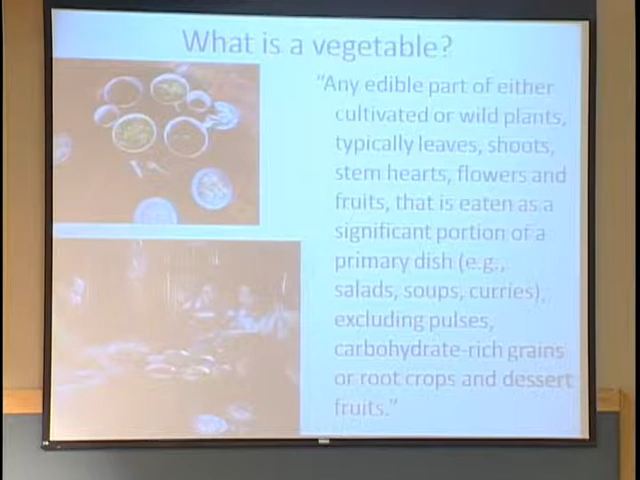 What is a vegetable?
"Any edible part of either
cultivated or wild plants,
typically leaves, shoots,
stem hearts, flowers and
fruits, that is eaten as a
significant portion of a
primary dish (e.g.,
salads, soups, curries),
excluding pulses,
carbohydrate-rich grains
or root crops and dessert
fruits."